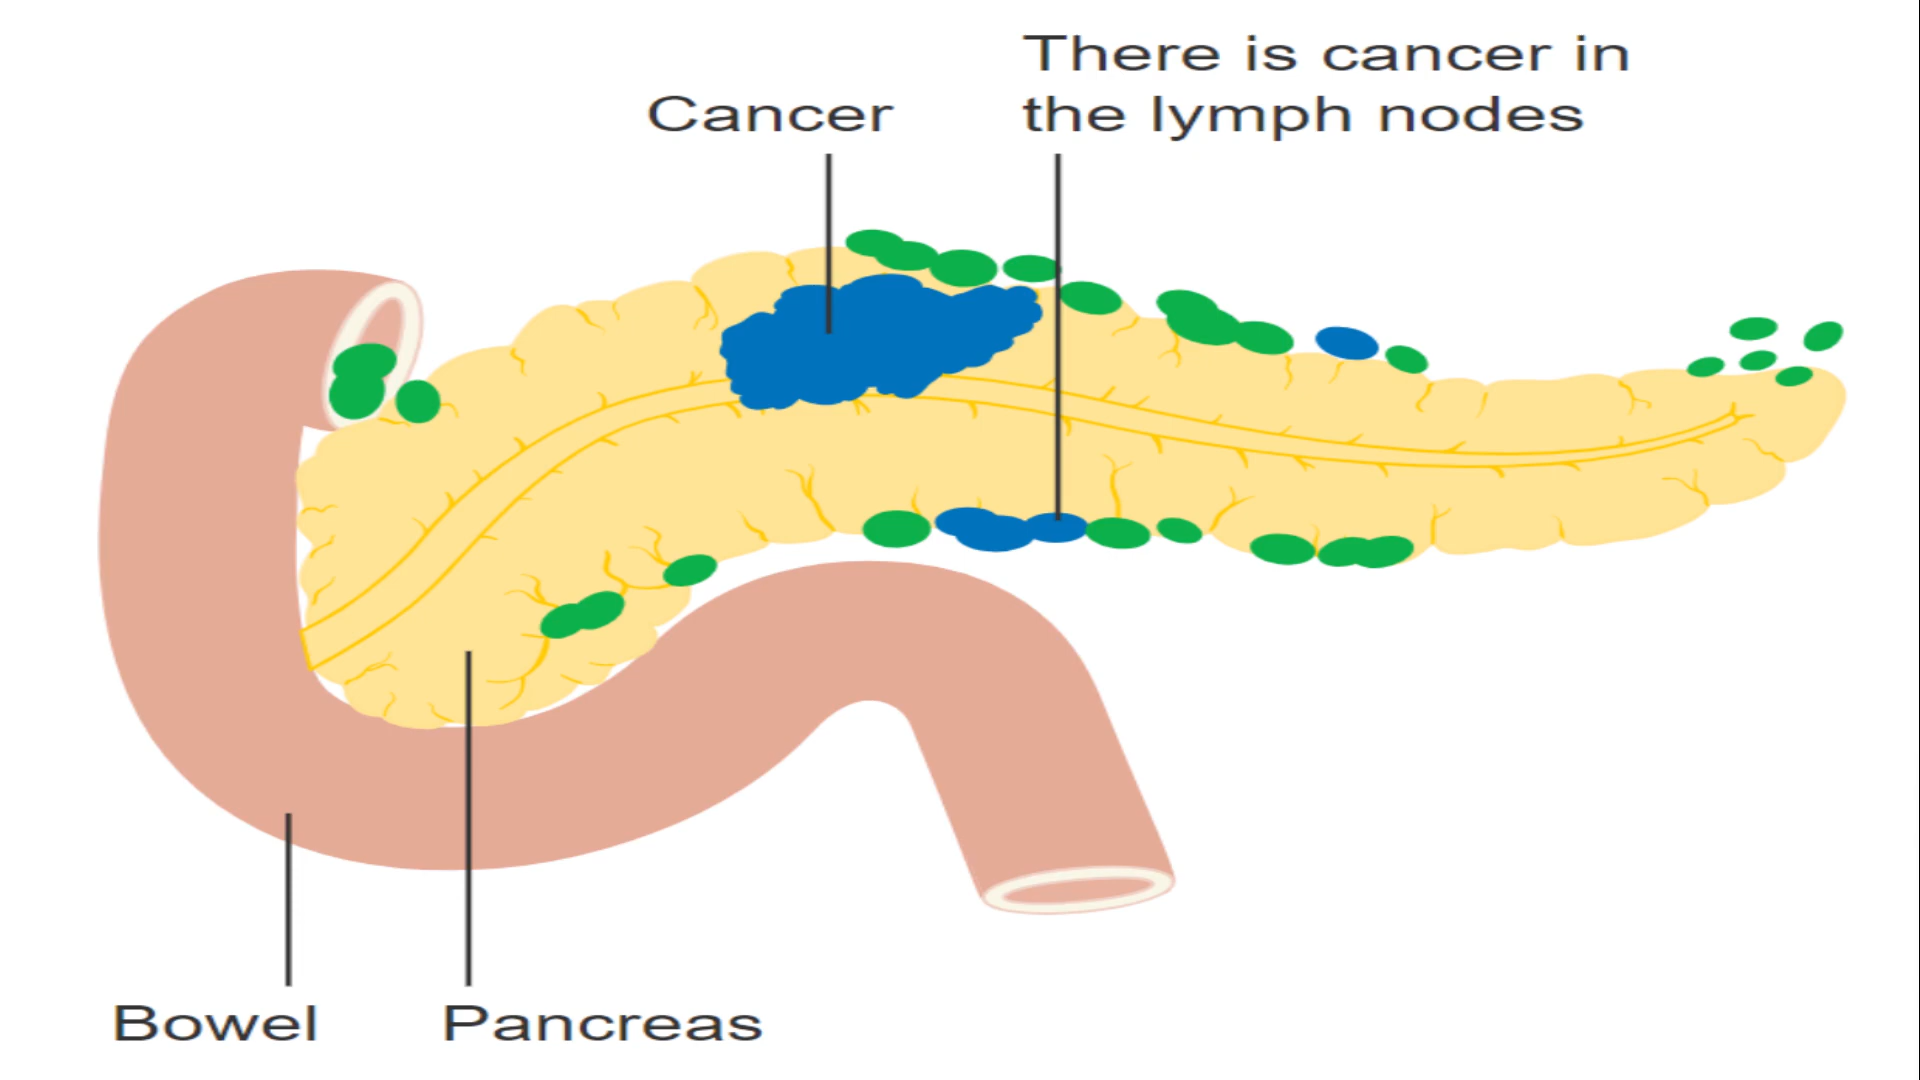 There is cancer in
the lymph nodes
Cancer
Bowel
Pancreas